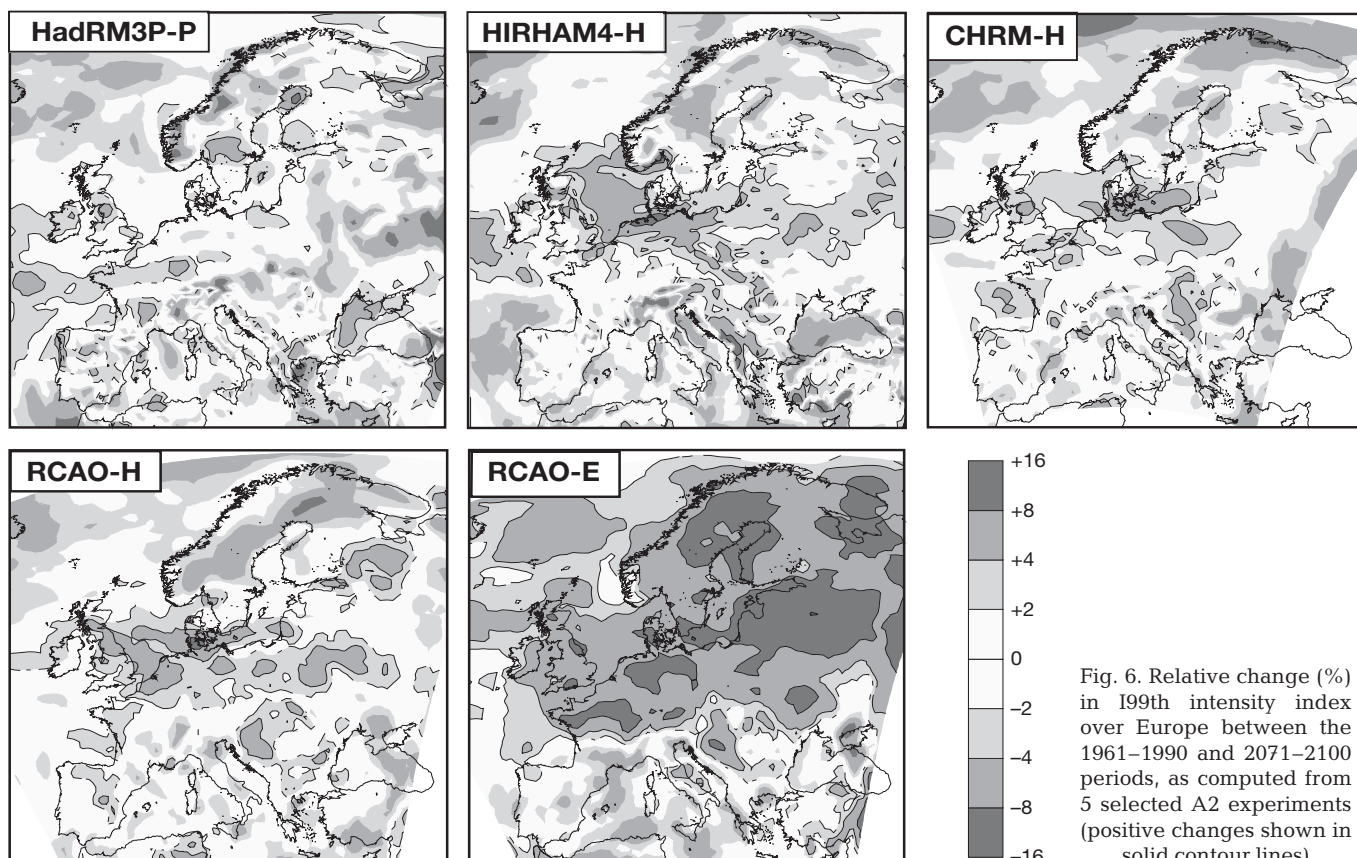 HadRM3P-P
HIRHAM4-H
CHRM-H
RCAO-H
RCAO-E
+16
+8
+4
+2
0
–2
–4
–8
–16
Fig. 6. Relative change (%)
in I99th intensity index
over Europe between the
1961–1990 and 2071–2100
periods, as computed from
5 selected A2 experiments
(positive changes shown in
solid contour lines)